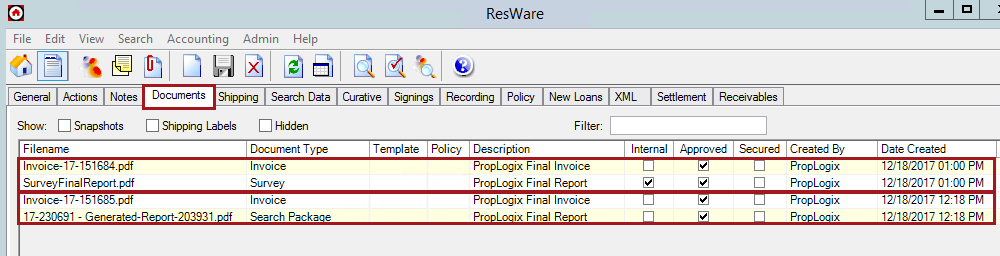 ResWare
File Edit View Search Accounting Admin Help
General Actions Notes Documents Shipping Search Data Curative Signings Recording Policy New Loans XML Settlement Receivables
Show: Snapshots Shipping Labels Hidden Filter:
Filename Document Type Template Policy Description Internal Approved Secured Created By Date Created
Invoice-17-151684.pdf Invoice PropLogix Final Invoice PropLogix 12/18/2017 01:00 PM
SurveyFinalReport.pdf Survey PropLogix Final Report PropLogix 12/18/2017 01:00 PM
Invoice-17-151685.pdf Invoice PropLogix Final Invoice PropLogix 12/18/2017 12:18 PM
17-230691 - Generated-Report-203931.pdf Search Package PropLogix Final Report PropLogix 12/18/2017 12:18 PM